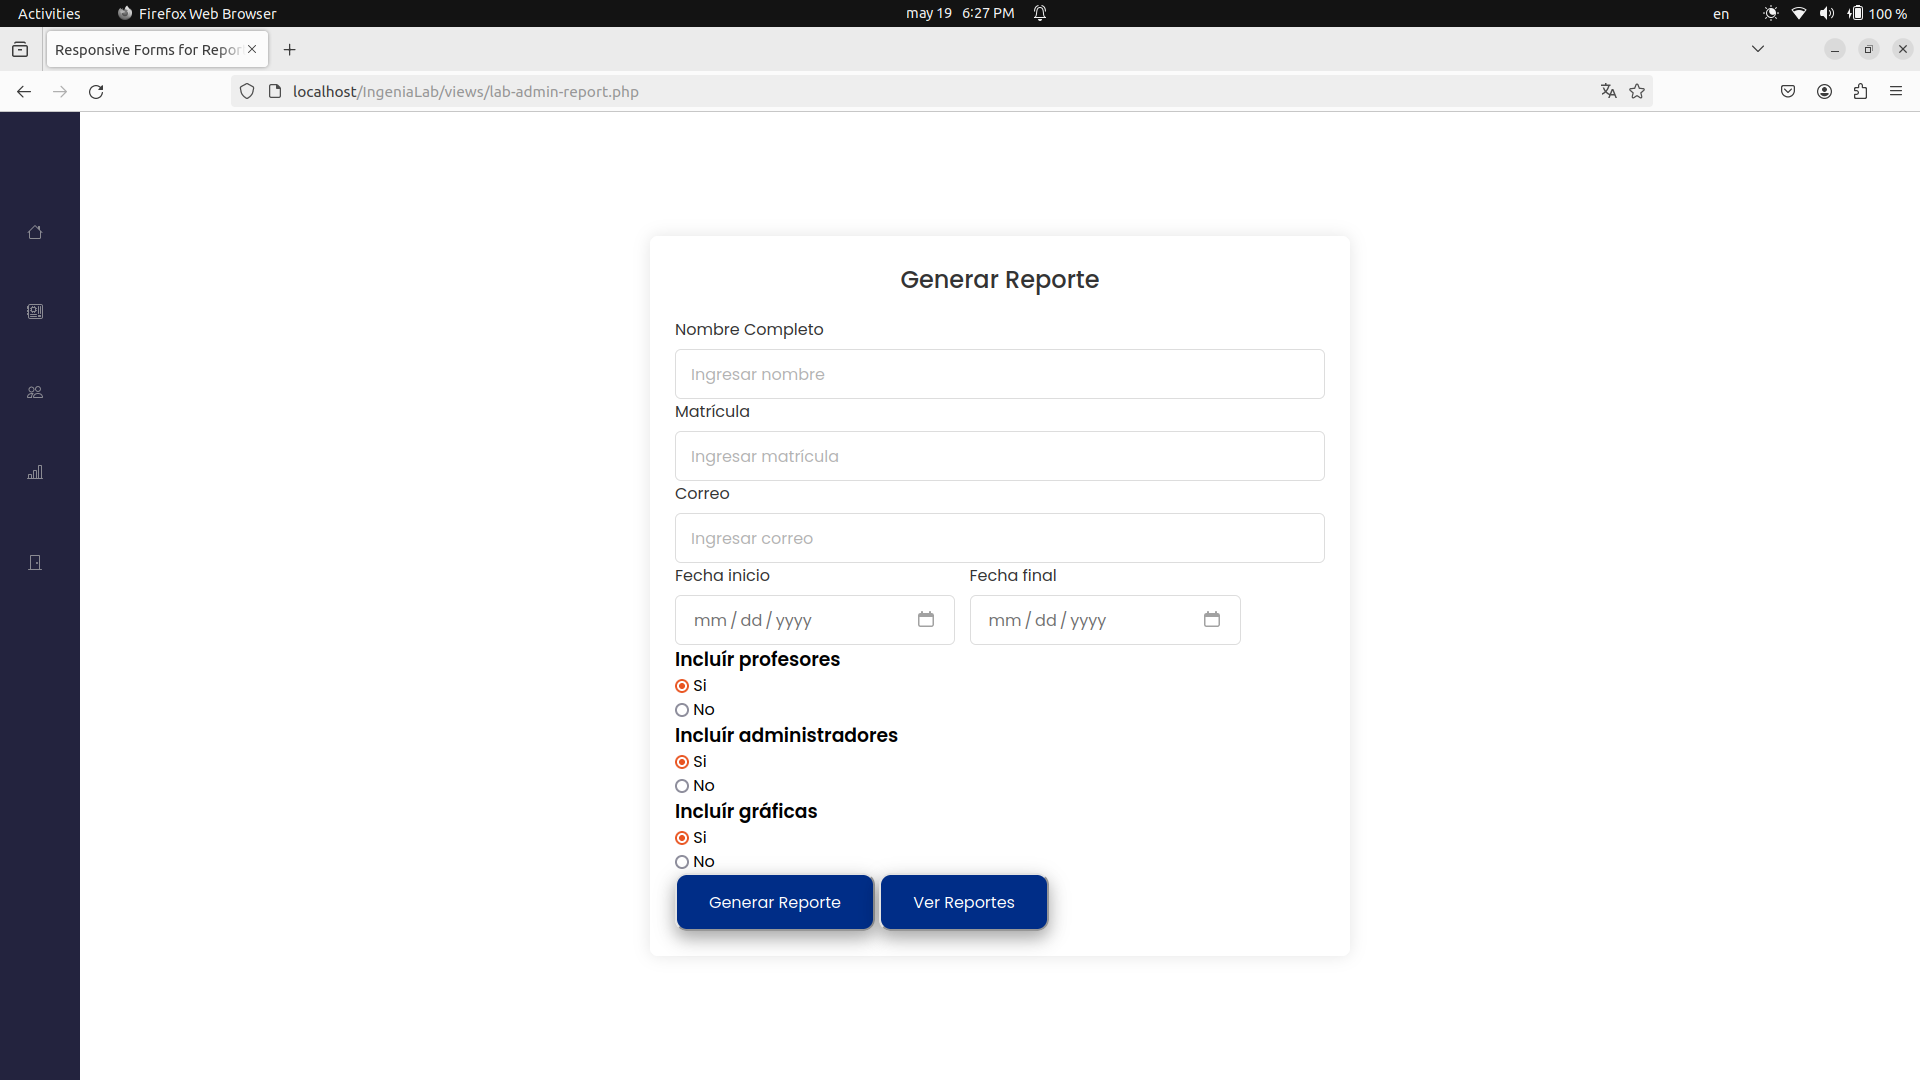 Activities Firefox Web Browser may 19 6:27 PM en 100 %
Responsive Forms for Repor
localhost/IngeniaLab/views/lab-admin-report.php
Generar Reporte
Nombre Completo
Ingresar nombre
Matrícula
Ingresar matrícula
Correo
Ingresar correo
Fecha inicio Fecha final
mm / dd / yyyy mm / dd / yyyy
Incluír profesores
Si
No
Incluír administradores
Si
No
Incluír gráficas
Si
No
Generar Reporte Ver Reportes